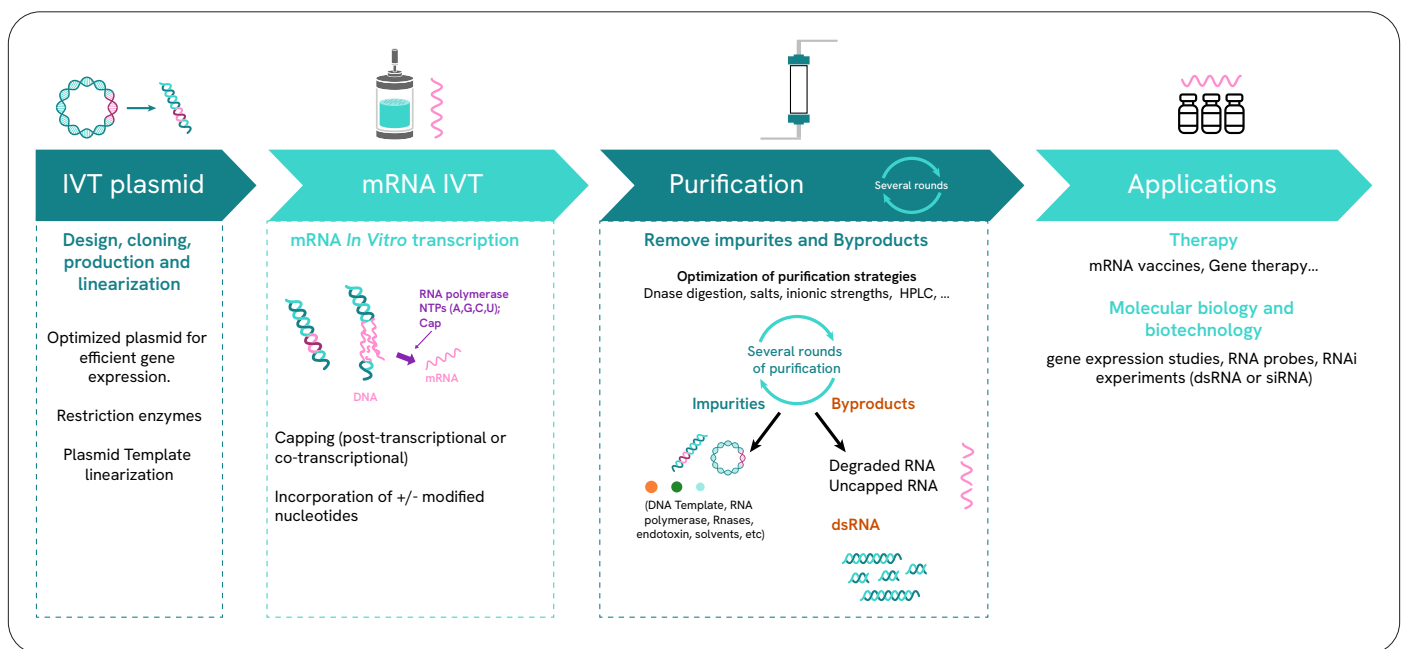 IVT plasmid
Design, cloning,
production and
linearization
Optimized plasmid for
efficient gene
expression.
Restriction enzymes
Plasmid Template
linearization
mRNA IVT
mRNA In Vitro transcription
RNA polymerase
NTPs (A,G,C,U);
Cap
mRNA
DNA
Capping (post-transcriptional or
co-transcriptional)
Incorporation of +/- modified
nucleotides
Purification
Several rounds
Remove impurites and Byproducts
Optimization of purification strategies
Dnase digestion, salts, inionic strengths, HPLC, ...
Several rounds
of purification
Impurities
(DNA Template, RNA
polymerase, Rnases,
endotoxin, solvents, etc)
Byproducts
Degraded RNA
Uncapped RNA
dsRNA
Applications
Therapy
mRNA vaccines, Gene therapy...
Molecular biology and
biotechnology
gene expression studies, RNA probes, RNAi
experiments (dsRNA or siRNA)